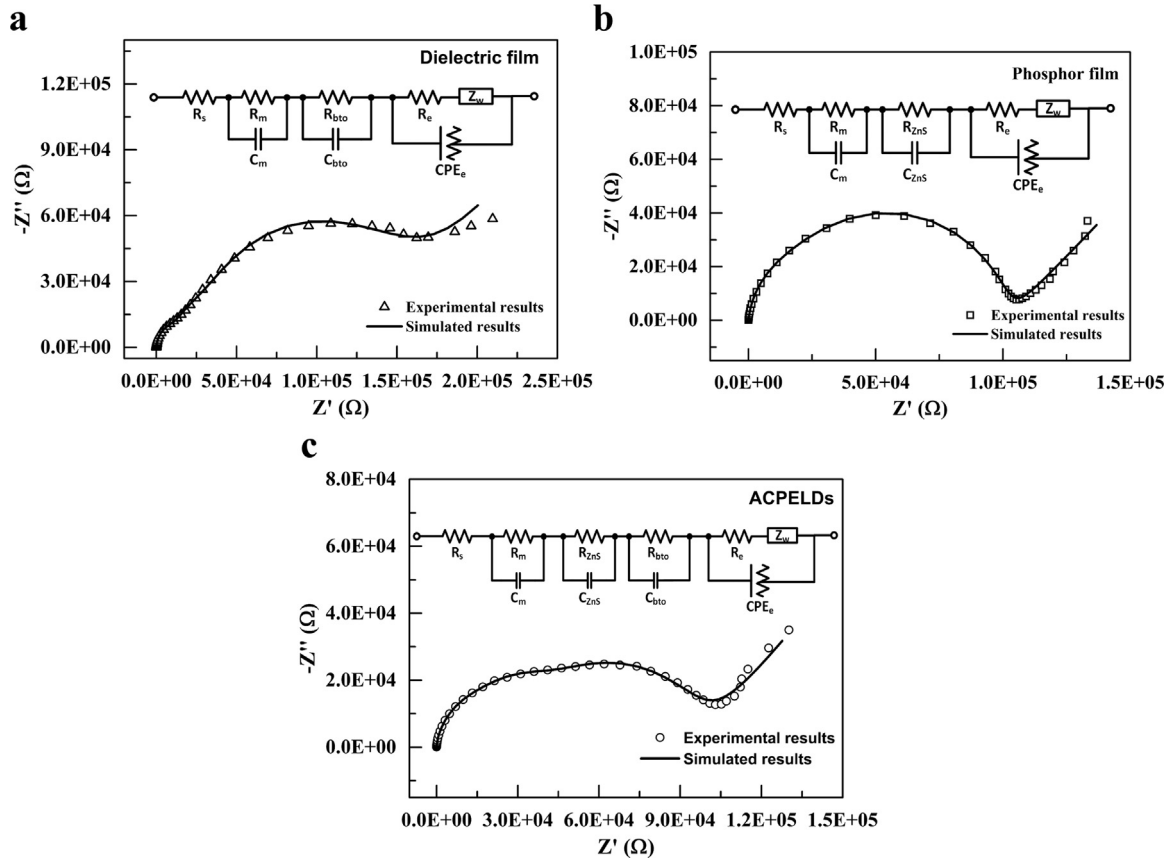 a
Dielectric film
-Z'' (Ω)
1.2E+05
9.0E+04
6.0E+04
3.0E+04
0.0E+00
Rs Rm Rbto Re Zw
Cm Cbto CPEe
Experimental results
Simulated results
0.0E+00 5.0E+04 1.0E+05 1.5E+05 2.0E+05 2.5E+05
Z' (Ω)
b
Phosphor film
-Z'' (Ω)
1.0E+05
8.0E+04
6.0E+04
4.0E+04
2.0E+04
0.0E+00
Rs Rm RZnS Re Zw
Cm CZnS CPEe
Experimental results
Simulated results
0.0E+00 5.0E+04 1.0E+05 1.5E+05
Z' (Ω)
c
ACPELDs
-Z'' (Ω)
8.0E+04
6.0E+04
4.0E+04
2.0E+04
0.0E+00
Rs Rm RZnS Rbto Re Zw
Cm CZnS Cbto CPEe
Experimental results
Simulated results
0.0E+00 3.0E+04 6.0E+04 9.0E+04 1.2E+05 1.5E+05
Z' (Ω)